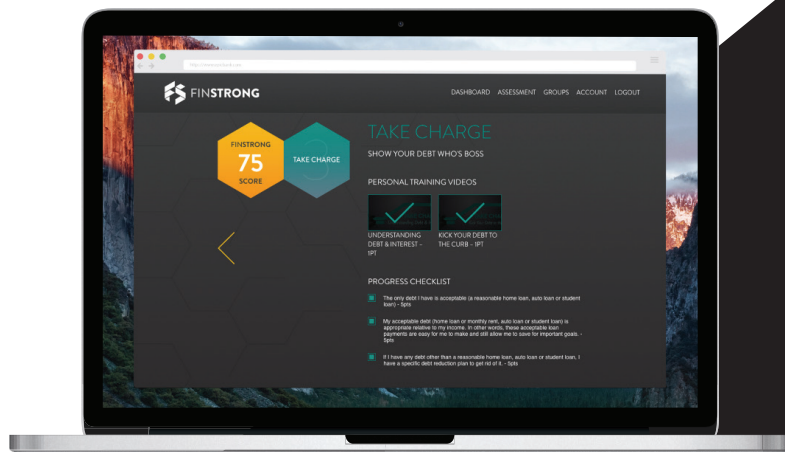 FS FINSTRONG
DASHBOARD ASSESSMENT GROUPS ACCOUNT LOGOUT
FINSTRONG
75
SCORE
TAKE CHARGE
TAKE CHARGE
SHOW YOUR DEBT WHO'S BOSS
PERSONAL TRAINING VIDEOS
UNDERSTANDING
DEBT & INTEREST -
1PT
KICK YOUR DEBT TO
THE CURB - 1PT
PROGRESS CHECKLIST
The only debt I have is acceptable (a reasonable home loan, auto loan or student
loan) - 5pts
My acceptable debt (home loan or monthly rent, auto loan or student loan) is
appropriate relative to my income. In other words, these acceptable loan
payments are easy for me to make and still allow me to save for important goals. -
5pts
If I have any debt other than a reasonable home loan, auto loan or student loan, I
have a specific debt reduction plan to get rid of it. - 5pts